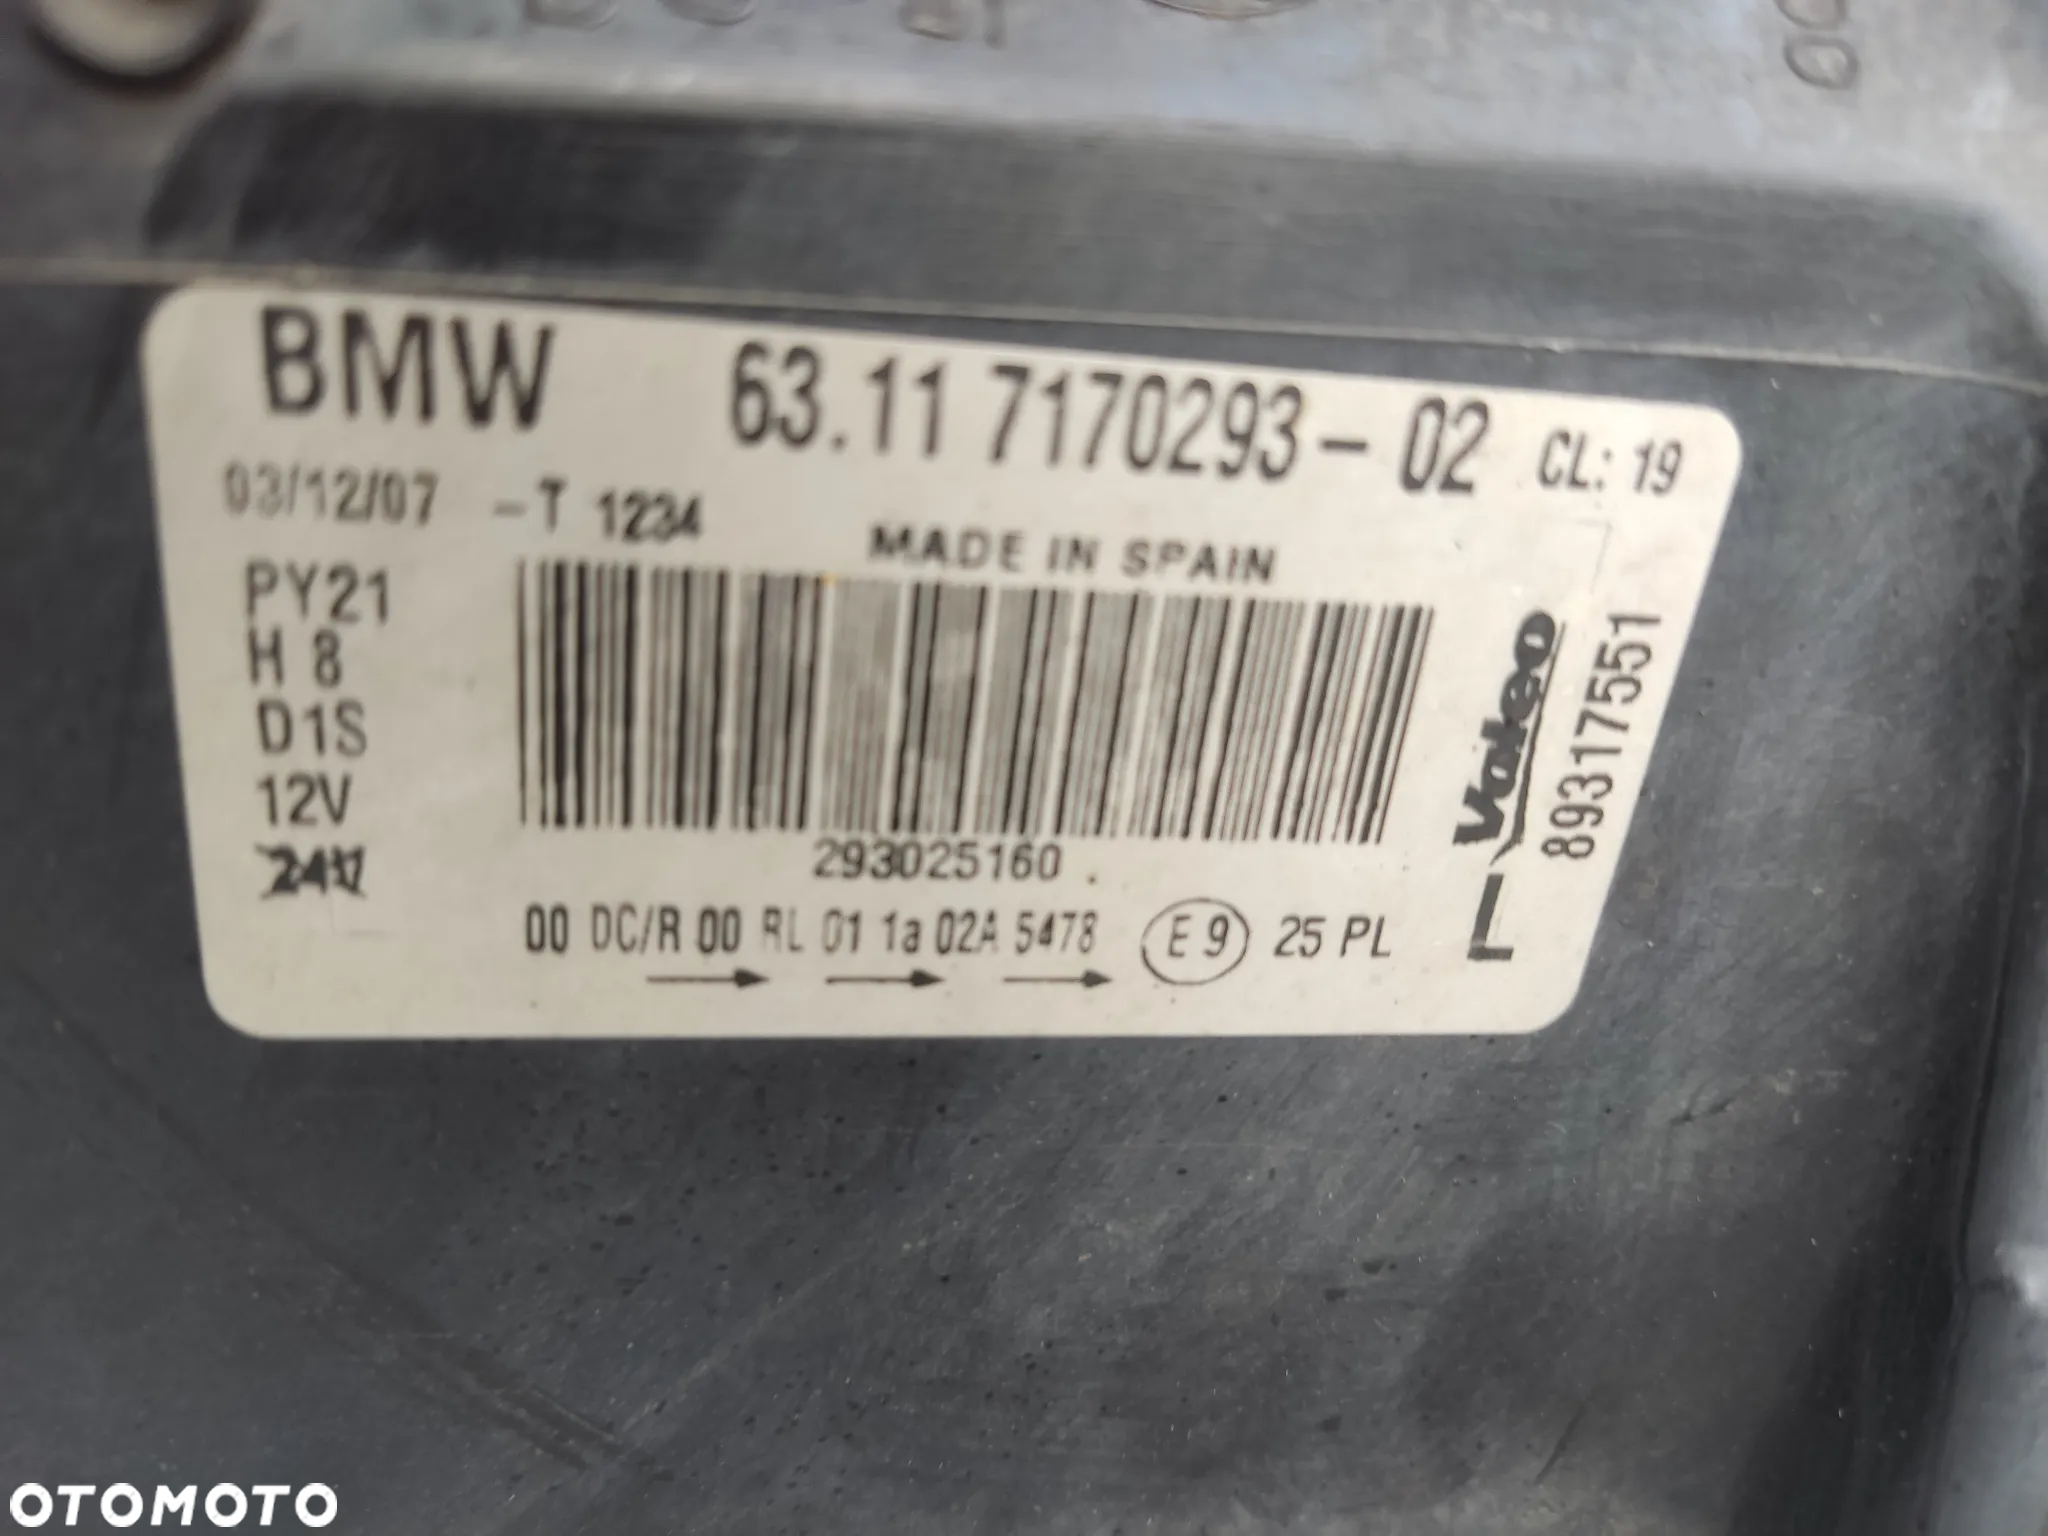 BMW 63.11 7170293-02 CL: 19
03/12/07 -T 1234
MADE IN SPAIN
PY21
H 8
D1S
12V
24V
293025160
00 DC/R 00 RL 01 1a 02A 5478 E 9 25 PL
L Valeo
89317551
OTOMOTO